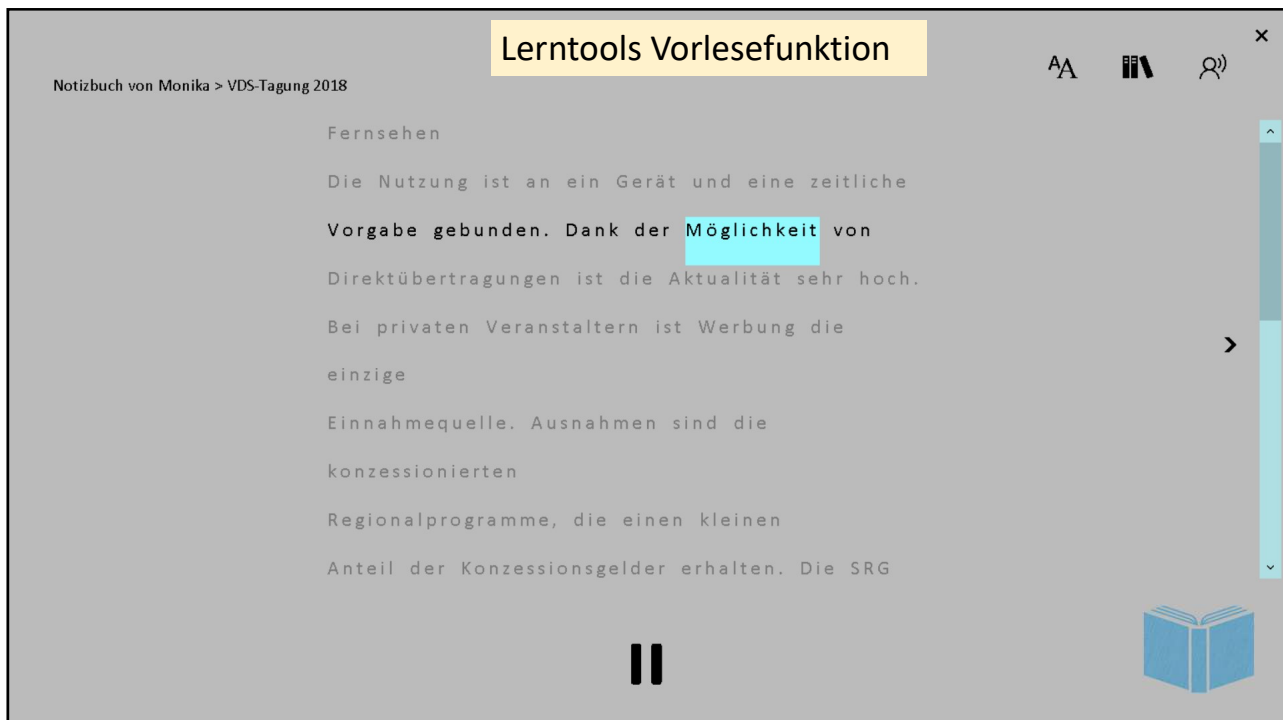 Lerntools Vorlesefunktion
AA
Notizbuch von Monika > VDS-Tagung 2018
Fernsehen
Die Nutzung ist an ein Gerät und eine zeitliche
Vorgabe gebunden. Dank der Möglichkeit von
Direktübertragungen ist die Aktualität sehr hoch.
Bei privaten Veranstaltern ist Werbung die
einzige
Einnahmequelle. Ausnahmen sind die
konzessionierten
Regionalprogramme, die einen kleinen
Anteil der Konzessionsgelder erhalten. Die SRG